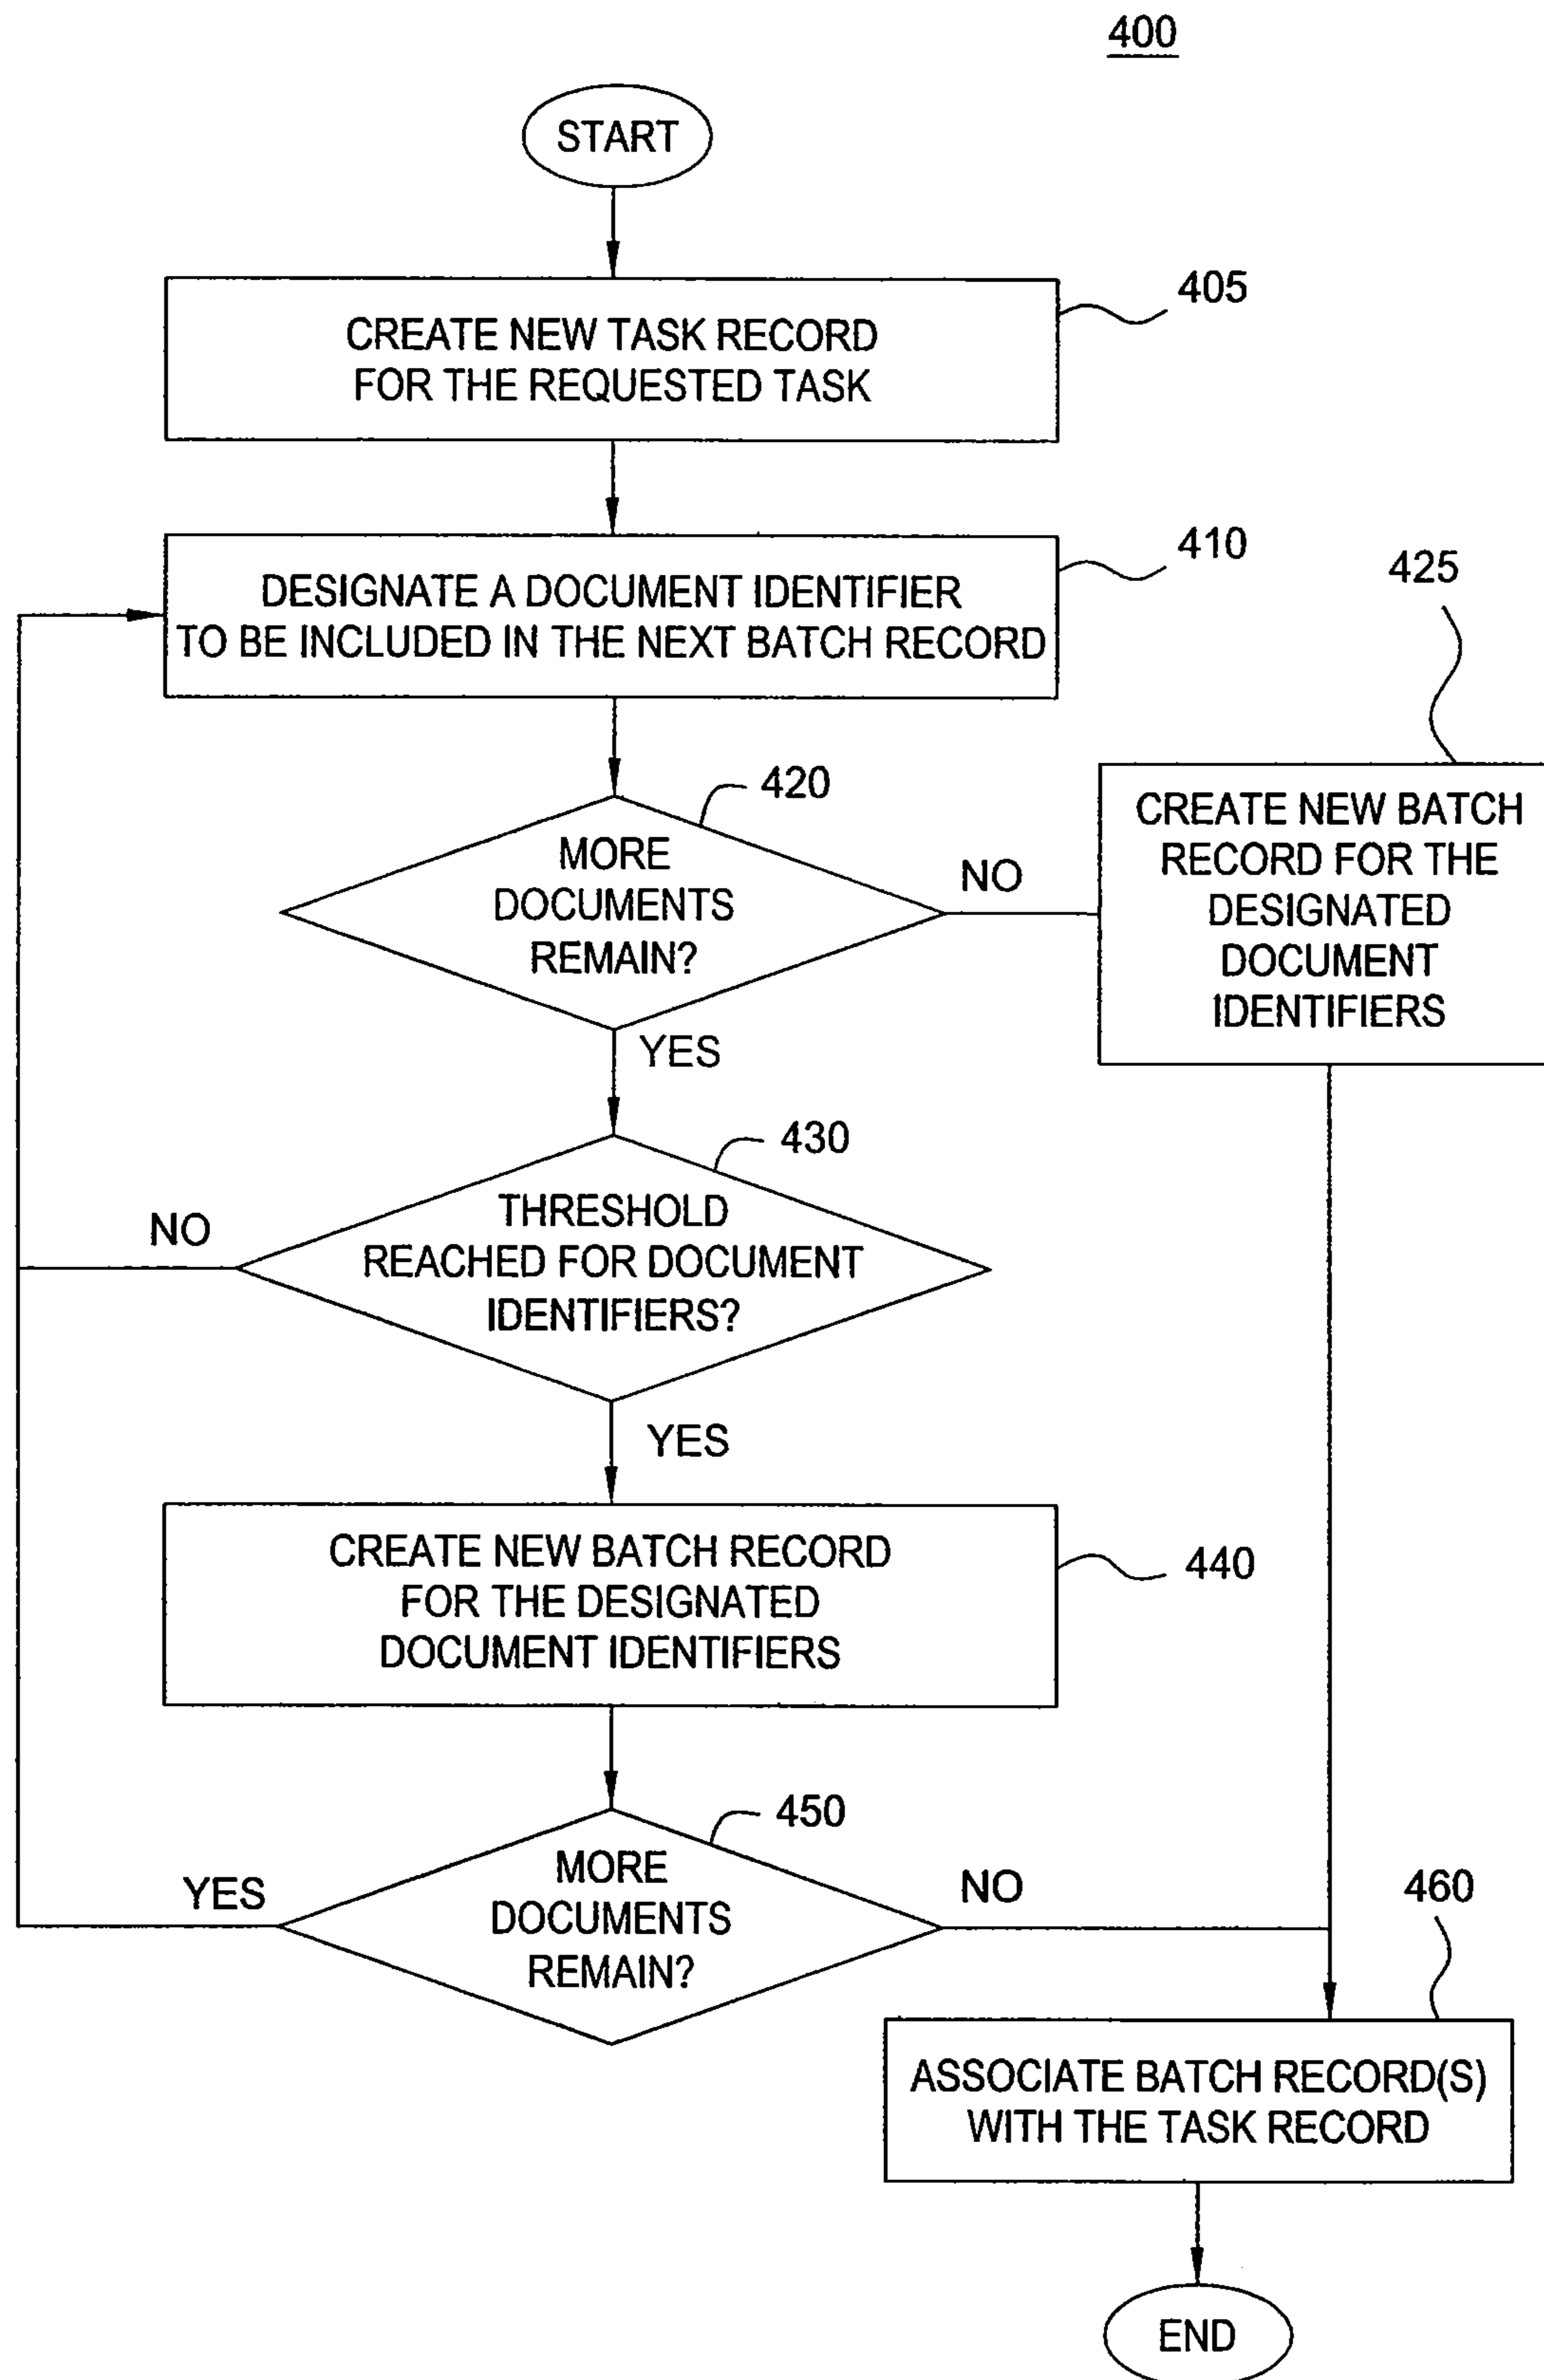 400
START
405
CREATE NEW TASK RECORD
FOR THE REQUESTED TASK
410
DESIGNATE A DOCUMENT IDENTIFIER
TO BE INCLUDED IN THE NEXT BATCH RECORD
425
420
MORE
DOCUMENTS
REMAIN?
NO
CREATE NEW BATCH
RECORD FOR THE
DESIGNATED
DOCUMENT
IDENTIFIERS
YES
430
THRESHOLD
REACHED FOR DOCUMENT
IDENTIFIERS?
NO
YES
CREATE NEW BATCH RECORD
FOR THE DESIGNATED
DOCUMENT IDENTIFIERS
440
450
MORE
DOCUMENTS
REMAIN?
YES
NO
460
ASSOCIATE BATCH RECORD(S)
WITH THE TASK RECORD
END